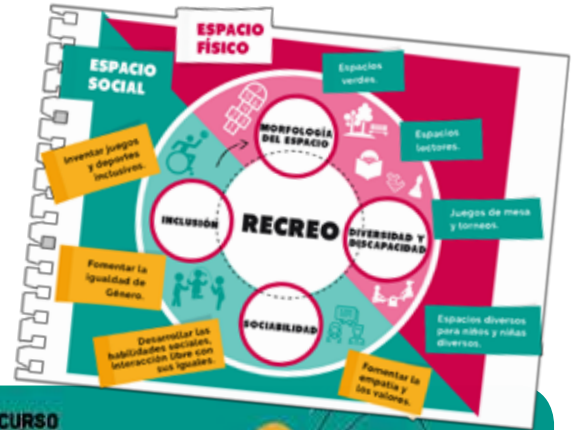 ESPACIO
FÍSICO
ESPACIO
SOCIAL
Espacios
verdes.
Espacios
lectores.
Juegos de mesa
y torneos.
Espacios diversos
para niños y niñas
diversos.
Inventar juegos
y deportes
inclusivos.
Fomentar la
igualdad de
Género.
Desarrollar las
habilidades sociales,
interacción libre con
sus iguales.
Fomentar la
empatía y
los valores.
MORFOLOGÍA
DEL ESPACIO
INCLUSIÓN
RECREO
DIVERSIDAD Y
DISCAPACIDAD
SOCIABILIDAD
CURSO